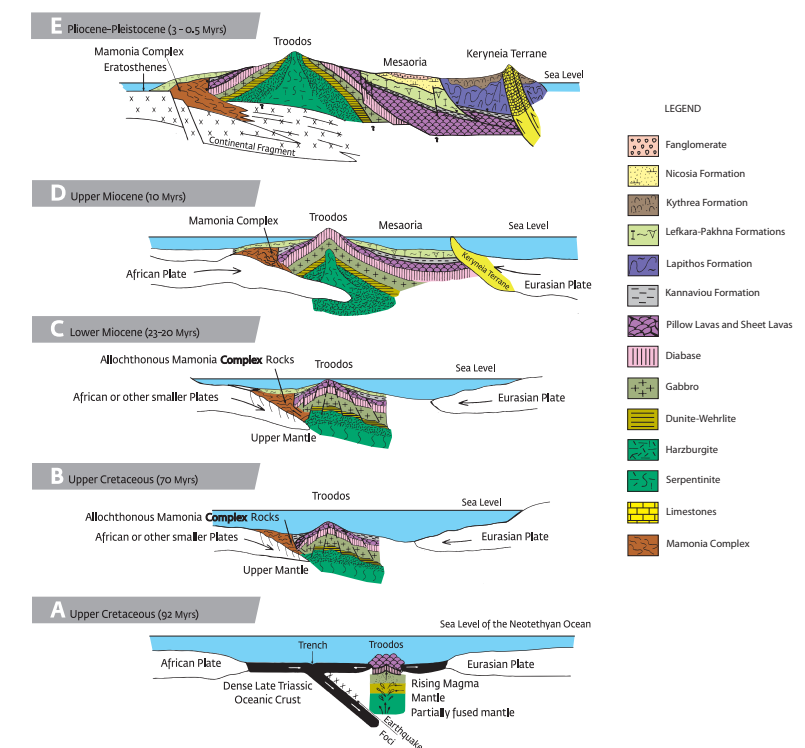 E Pliocene-Pleistocene (3 - 0.5 Myrs)
Troodos
Mamonia Complex
Eratosthenes
Mesaoria
Keryneia Terrane
Sea Level
Continental Fragment
D Upper Miocene (10 Myrs)
Mamonia Complex
Troodos
Mesaoria
Sea Level
African Plate
Keryneia Terrane
Eurasian Plate
C Lower Miocene (23-20 Myrs)
Allochthonous Mamonia Complex Rocks
Troodos
Sea Level
African or other smaller Plates
Eurasian Plate
Upper Mantle
B Upper Cretaceous (70 Myrs)
Troodos
Sea Level
Allochthonous Mamonia Complex Rocks
African or other smaller Plates
Eurasian Plate
Upper Mantle
A Upper Cretaceous (92 Myrs)
Sea Level of the Neotethyan Ocean
Trench
Troodos
African Plate
Eurasian Plate
Dense Late Triassic
Oceanic Crust
Rising Magma
Mantle
Partially fused mantle
Earthquake
Foci
LEGEND
Fanglomerate
Nicosia Formation
Kythrea Formation
Lefkara-Pakhna Formations
Lapithos Formation
Kannaviou Formation
Pillow Lavas and Sheet Lavas
Diabase
Gabbro
Dunite-Wehrlite
Harzburgite
Serpentinite
Limestones
Mamonia Complex